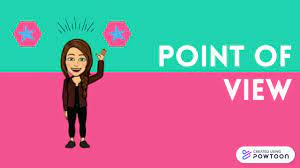 POINT OF
VIEW
CREATED USING
POWTOON